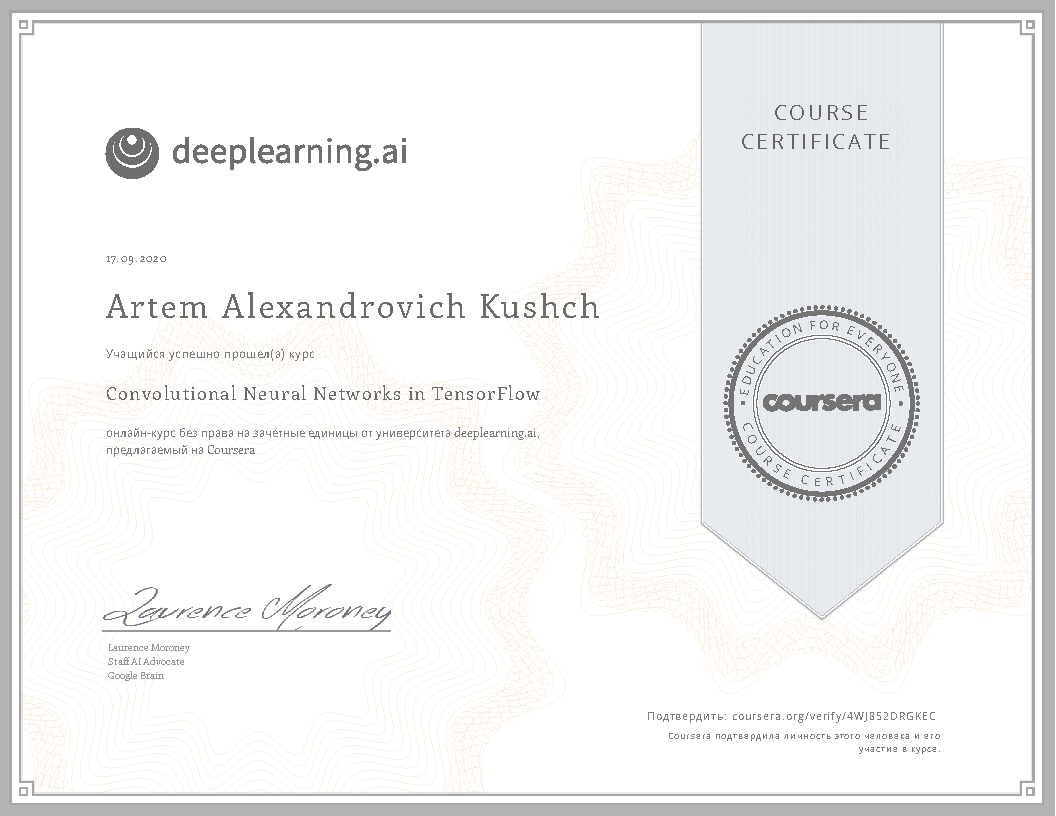 COURSE
CERTIFICATE
deeplearning.ai
17.09.2020
Artem Alexandrovich Kushch
Учащийся успешно прошел(а) курс
Convolutional Neural Networks in TensorFlow
онлайн-курс без права на зачетные единицы от университета deeplearning.ai,
предлагаемый на Coursera
EDUCATION FOR EVERYONE
coursera
COURSE CERTIFICATE
Laurence Moroney
Laurence Moroney
Staff AI Advocate
Google Brain
Подтвердить: coursera.org/verify/4WJ852DRGKEC
Coursera подтвердила личность этого человека и его
участие в курсе.